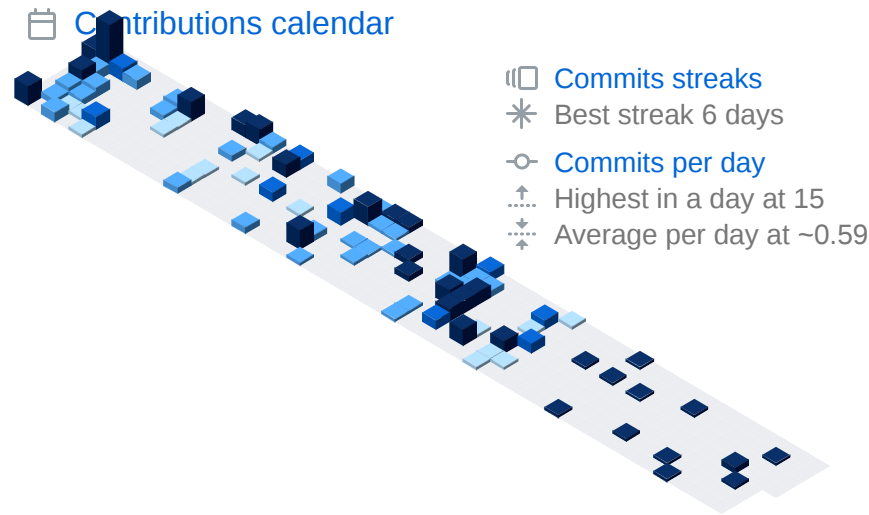 Contributions calendar
Commits streaks
Best streak 6 days
Commits per day
Highest in a day at 15
Average per day at ~0.59